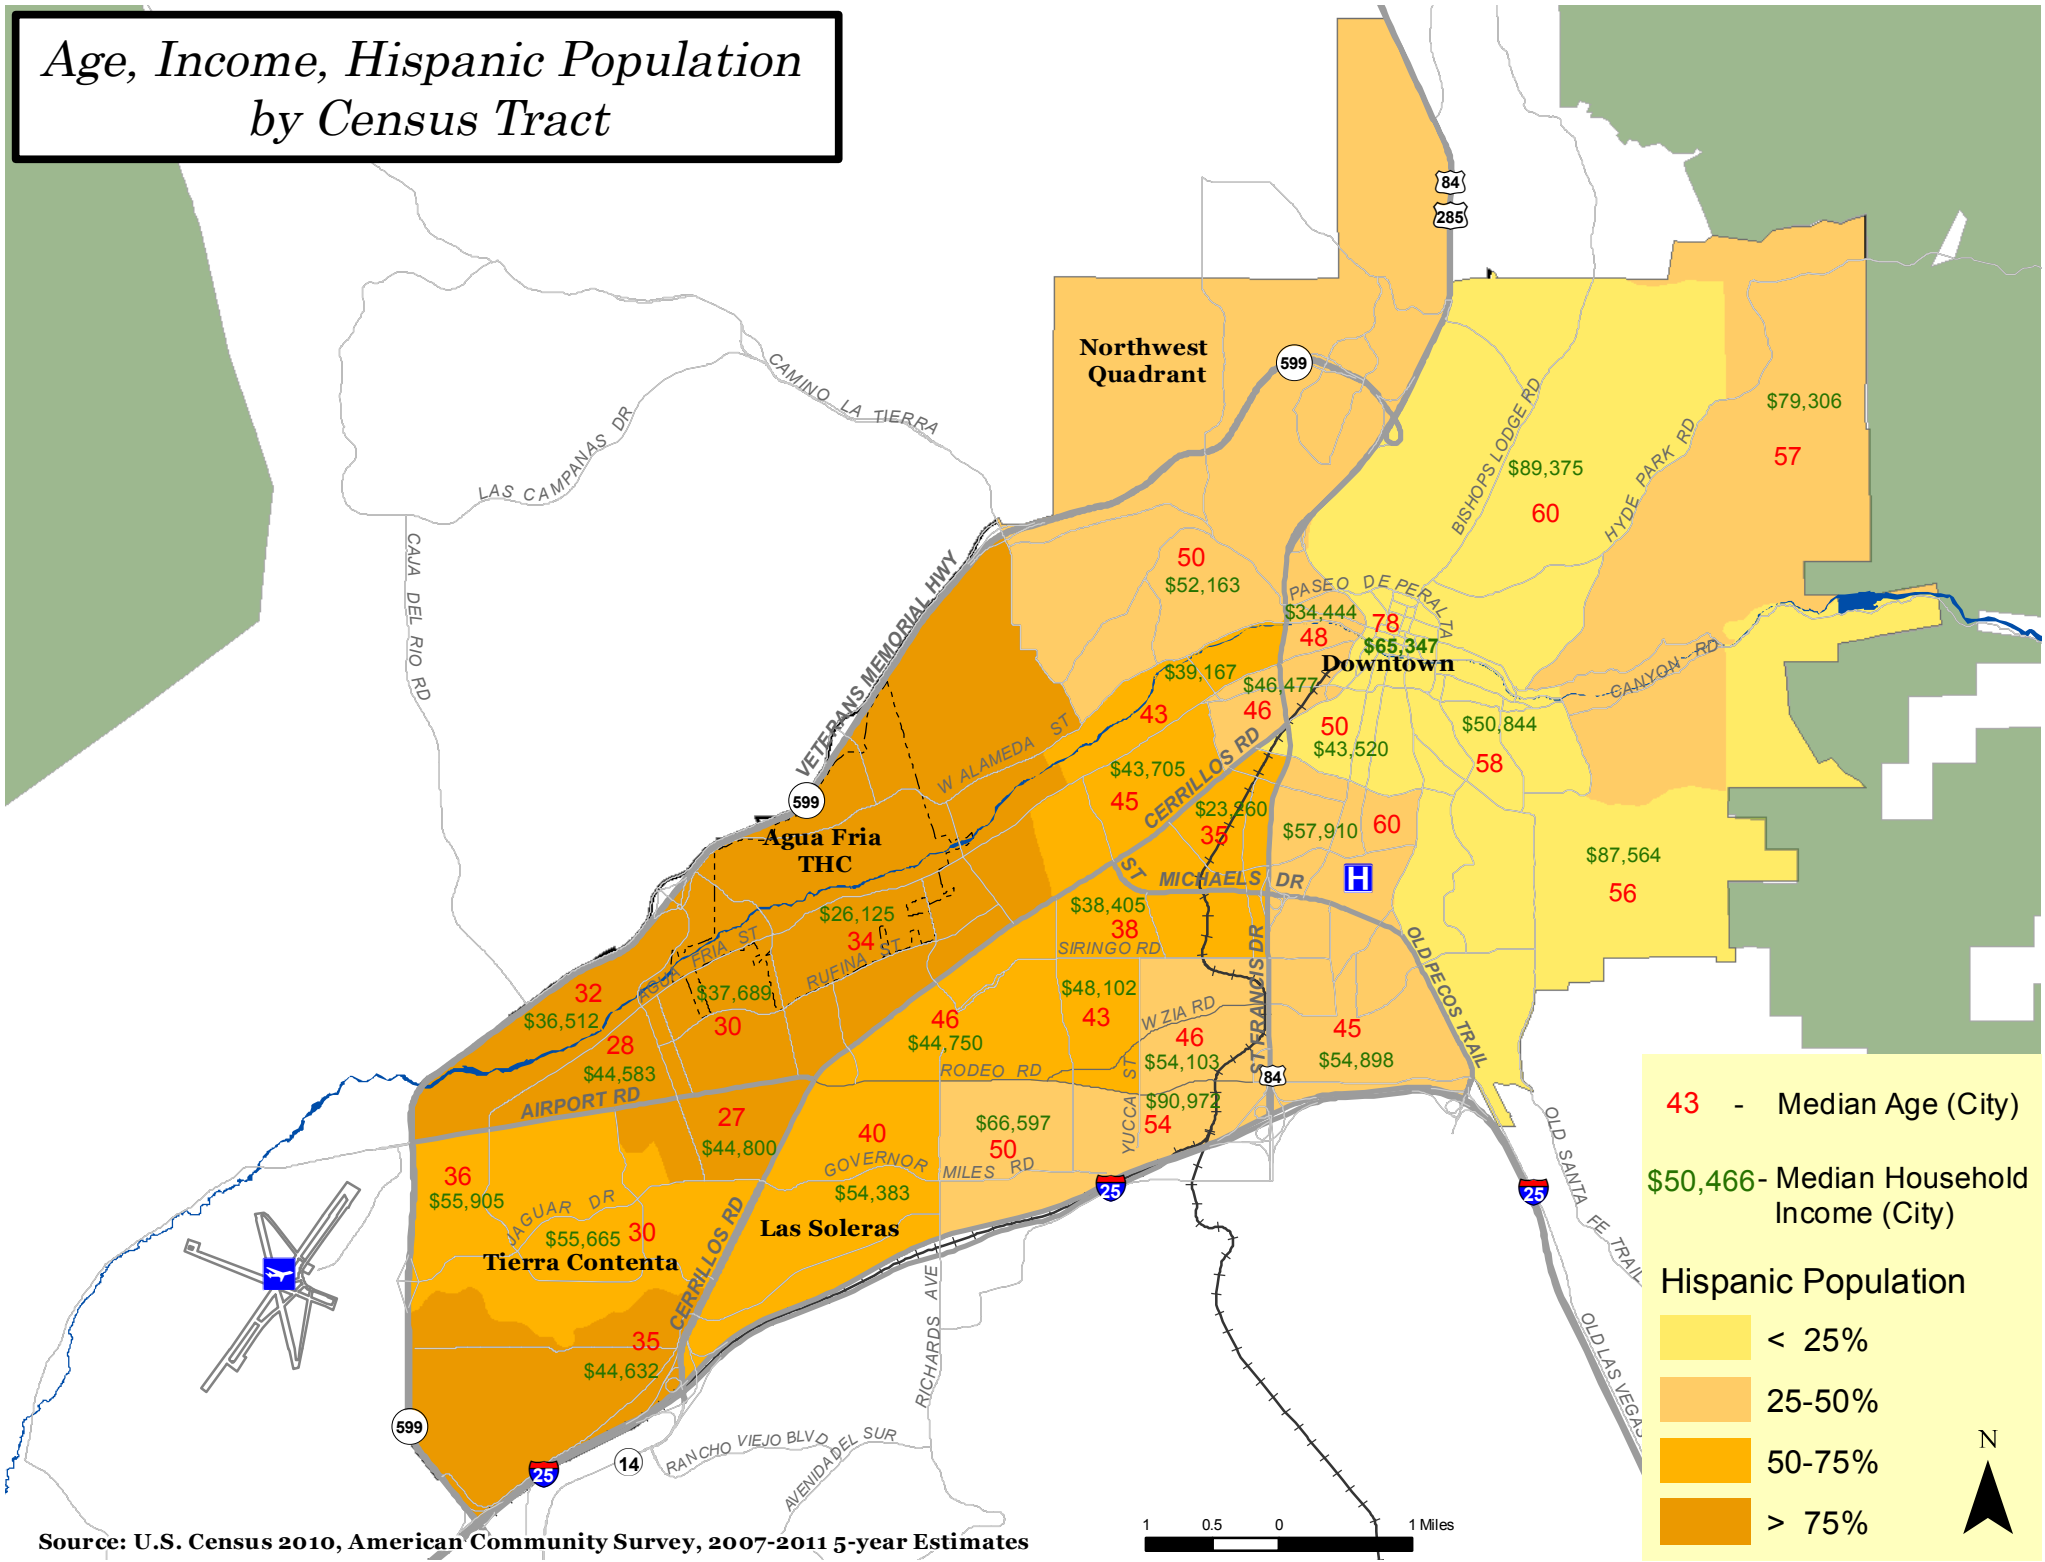 Age, Income, Hispanic Population
by Census Tract
84
285
Northwest
Quadrant
599
CAMINO LA TIERRA
LAS CAMPANAS DR
BISHOPS LODGE RD
HYDE PARK RD
$79,306
57
$89,375
60
CAJA DEL RIO RD
VETERANS MEMORIAL HWY
50
$52,163
PASEO DE PERALTA
$34,444
78
48
$65,347
Downtown
$39,167
$46,477
CANYON RD
43
46
50
$50,844
W ALAMEDA ST
$43,520
58
$43,705
CERRILLOS RD
599
45
$23,260
35
$57,910
60
Agua Fria
THC
$87,564
56
ST MICHAELS DR
H
$26,125
34
$38,405
38
AGUA FRIA ST
RUFINA ST
SIRINGO RD
ST FRANCIS DR
OLD PECOS TRAIL
32
$36,512
$37,689
30
$48,102
43
W ZIA RD
46
$44,750
46
$54,103
45
$54,898
28
$44,583
RODEO RD
84
AIRPORT RD
27
$44,800
40
$66,597
50
YUCCA ST
$90,972
54
36
$55,905
GOVERNOR MILES RD
$54,383
25
25
JAGUAR DR
$55,665
30
Tierra Contenta
Las Soleras
CERRILLOS RD
35
$44,632
RICHARDS AVE
599
14
25
RANCHO VIEJO BLVD
AVENIDA DEL SUR
OLD SANTA FE TRAIL
OLD LAS VEGAS
43 - Median Age (City)
$50,466 - Median Household
Income (City)
Hispanic Population
< 25%
25-50%
50-75%
> 75%
N
1 0.5 0 1 Miles
Source: U.S. Census 2010, American Community Survey, 2007-2011 5-year Estimates